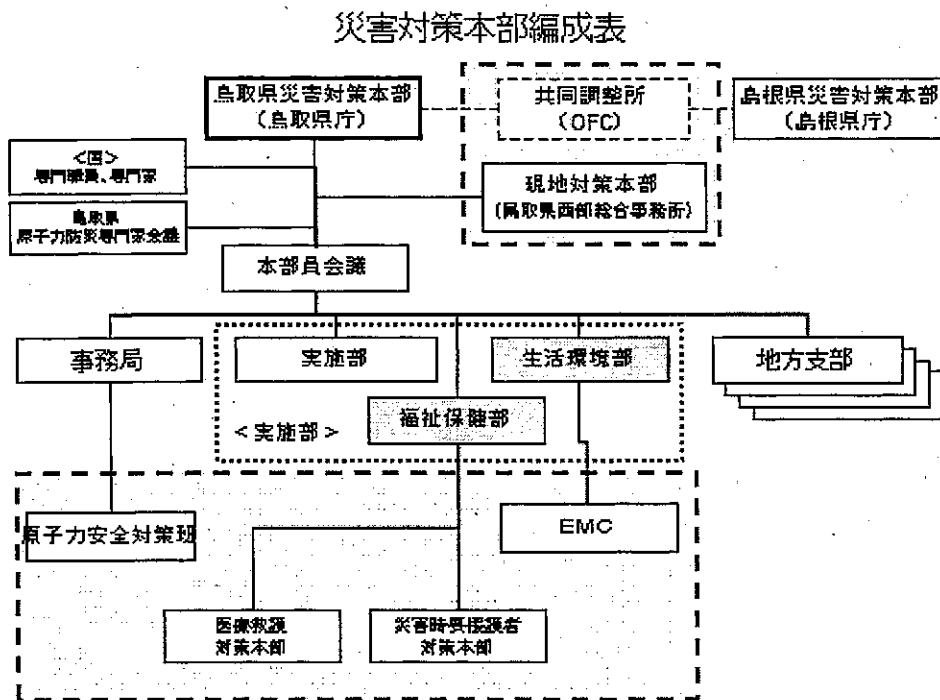 災害対策本部編成表
鳥取県災害対策本部
(鳥取県庁)
共同調整所
(OFC)
島根県災害対策本部
(島根県庁)
<国>
専門職員、専門家
現地対策本部
(鳥取県西部総合事務所)
鳥取県
原子力防災専門家会議
本部員会議
事務局
実施部
生活環境部
地方支部
福祉保健部
<実施部>
原子力安全対策班
EMC
医療救護
対策本部
災害時要援護者
対策本部